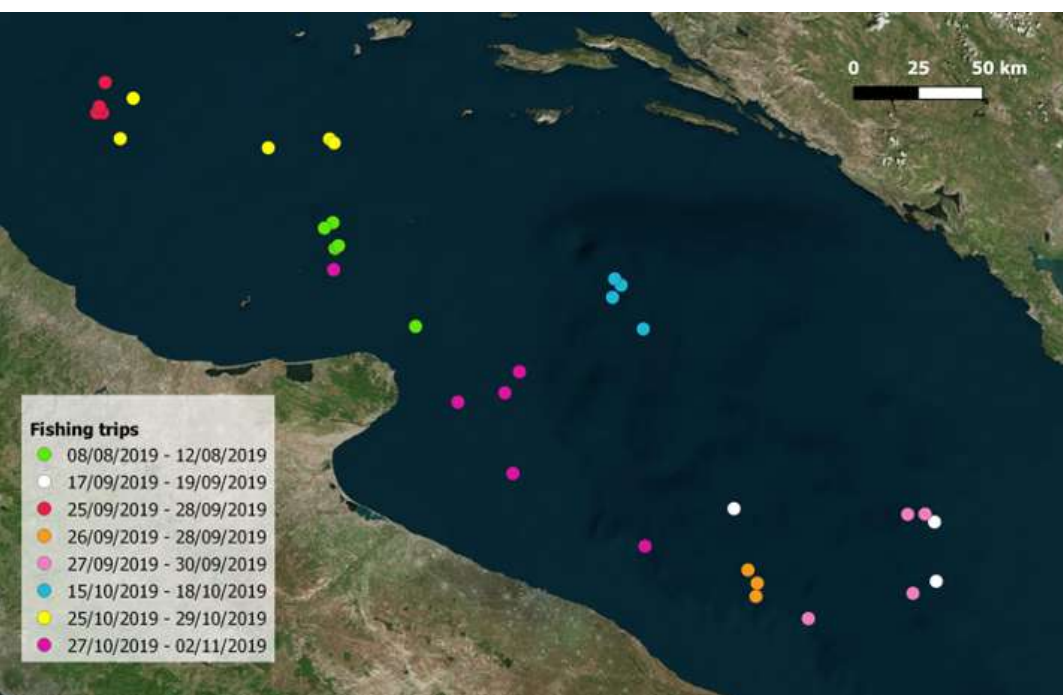 0 25 50 km
Fishing trips
08/08/2019 - 12/08/2019
17/09/2019 - 19/09/2019
25/09/2019 - 28/09/2019
26/09/2019 - 28/09/2019
27/09/2019 - 30/09/2019
15/10/2019 - 18/10/2019
25/10/2019 - 29/10/2019
27/10/2019 - 02/11/2019